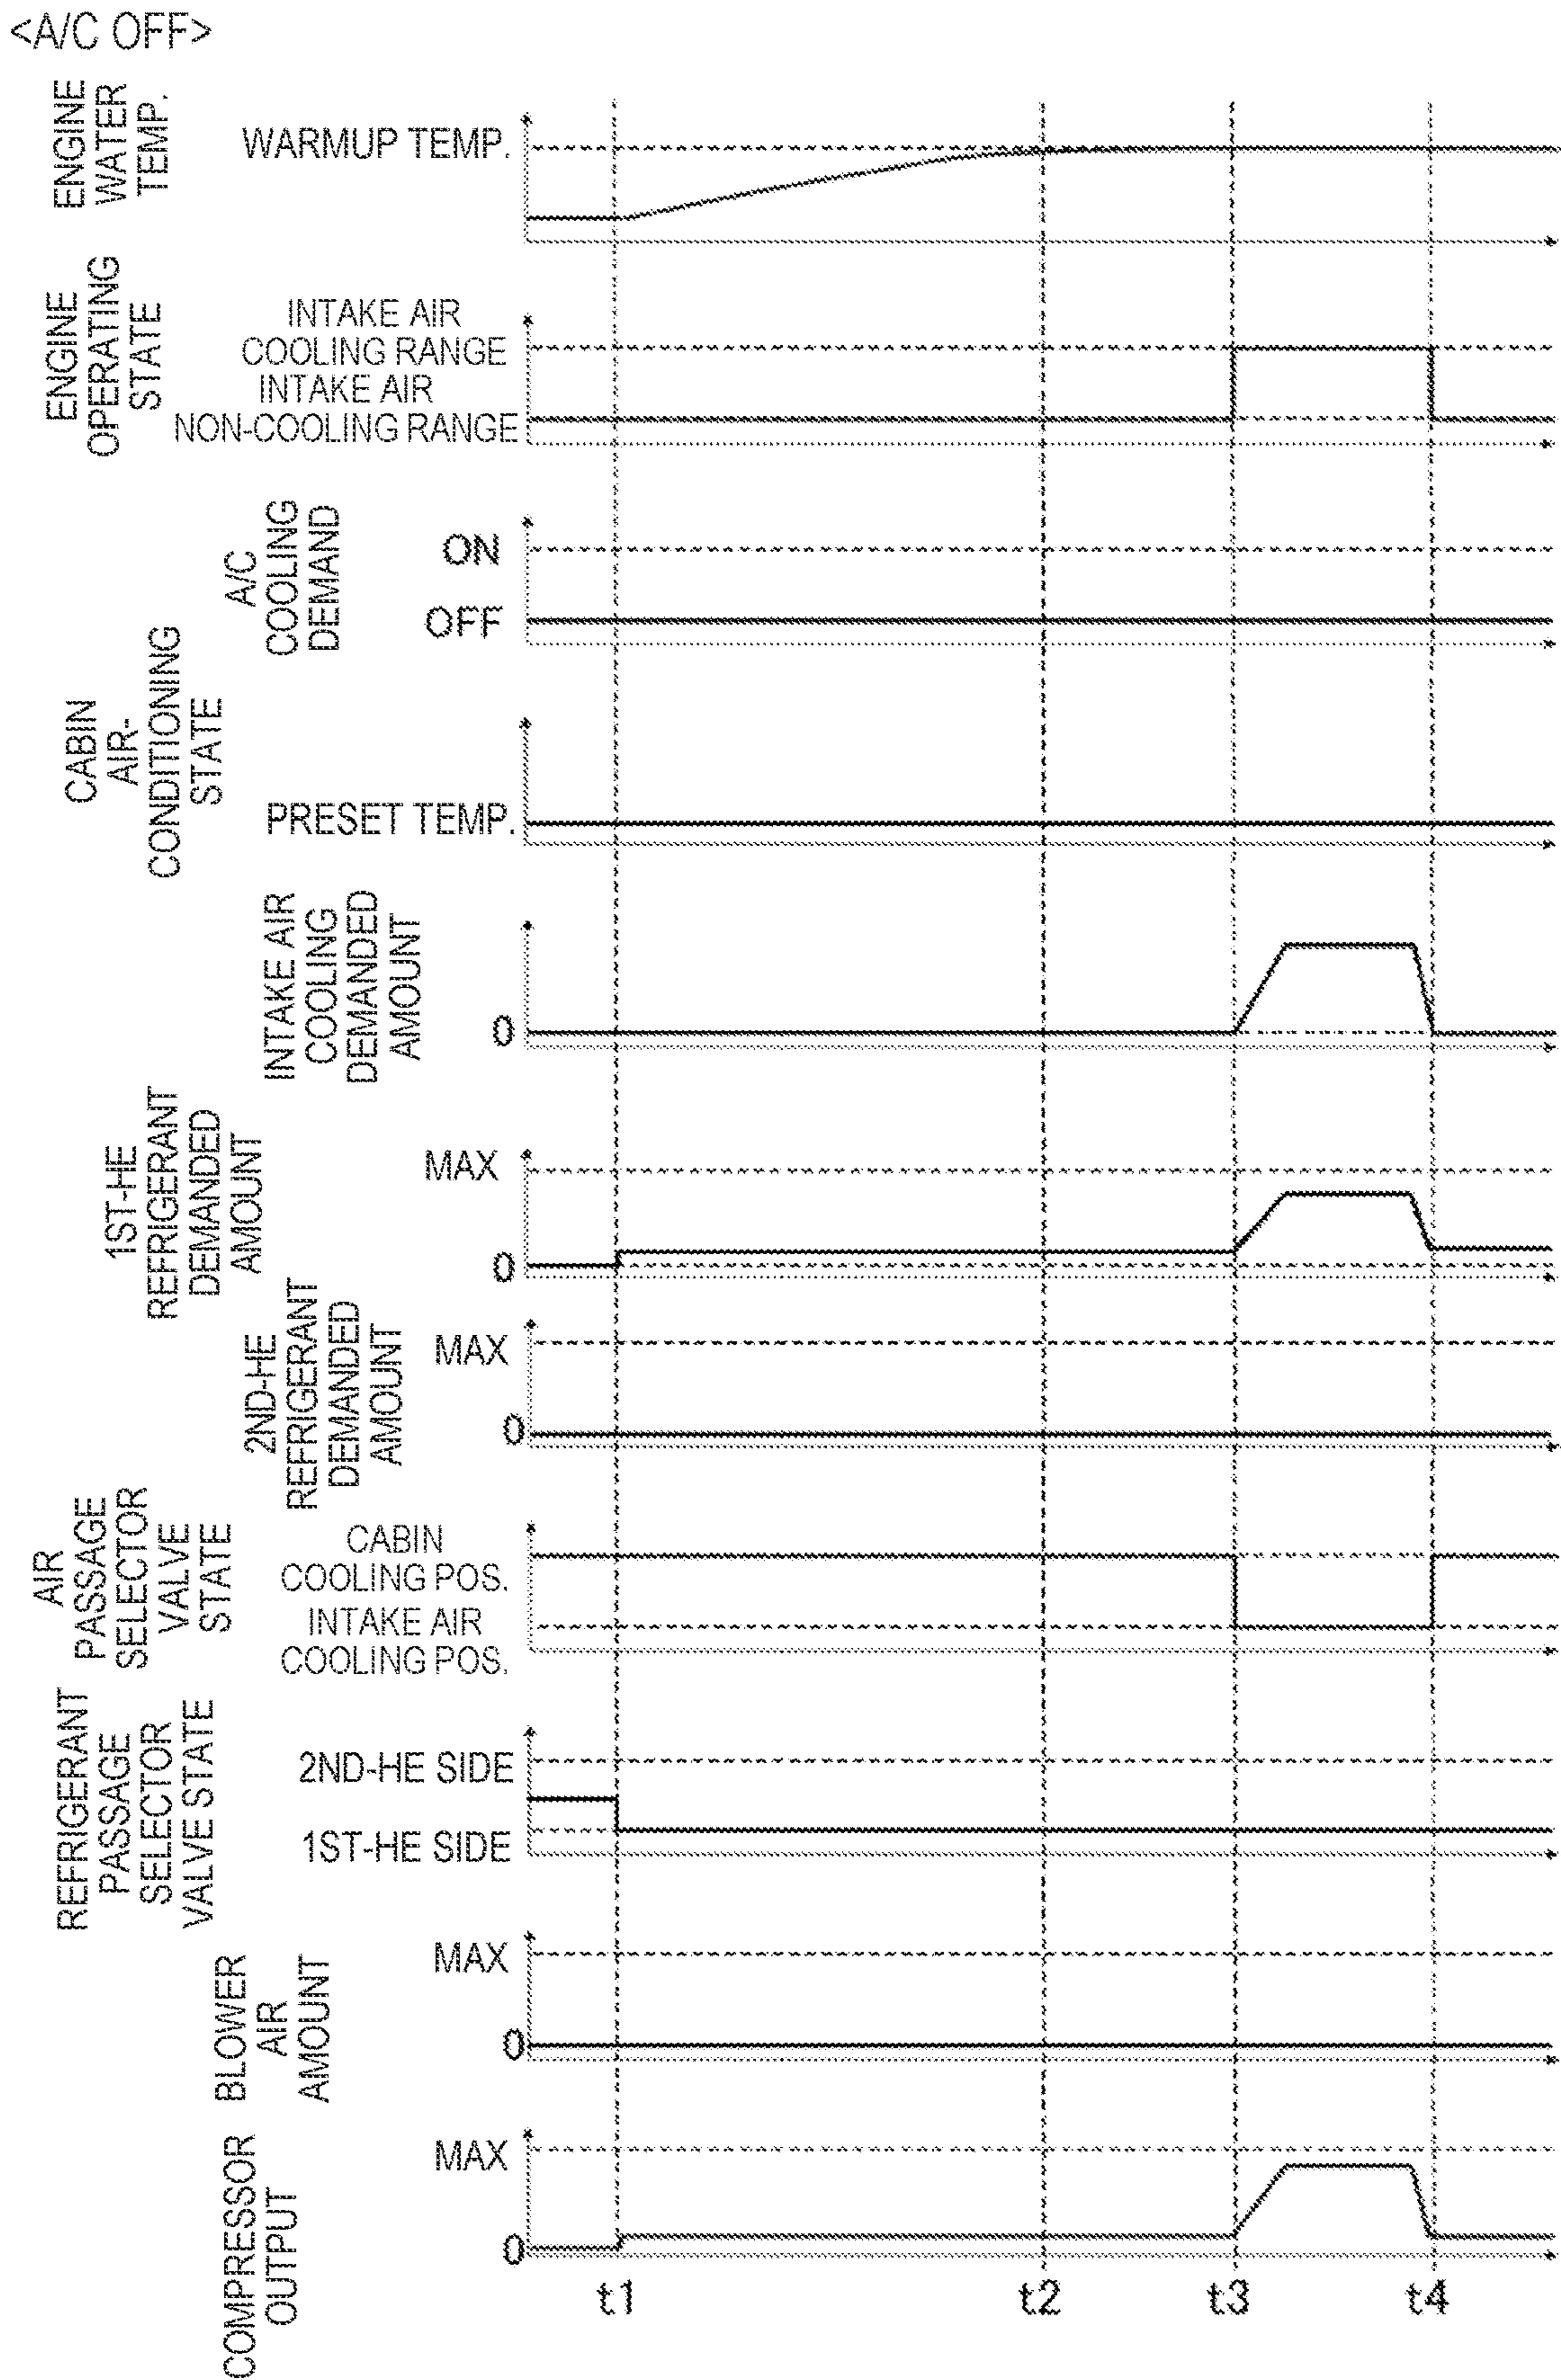 <A/C OFF>
ENGINE
WATER
TEMP.
WARMUP TEMP.
ENGINE
OPERATING
STATE
INTAKE AIR
COOLING RANGE
INTAKE AIR
NON-COOLING RANGE
A/C
COOLING
DEMAND
ON
OFF
CABIN
AIR-
CONDITIONING
STATE
PRESET TEMP.
INTAKE AIR
COOLING
DEMANDED
AMOUNT
0
1ST-HE
REFRIGERANT
DEMANDED
AMOUNT
MAX
0
2ND-HE
REFRIGERANT
DEMANDED
AMOUNT
MAX
0
AIR
PASSAGE
SELECTOR
VALVE
STATE
CABIN
COOLING POS.
INTAKE AIR
COOLING POS.
REFRIGERANT
PASSAGE
SELECTOR
VALVE STATE
2ND-HE SIDE
1ST-HE SIDE
BLOWER
AIR
AMOUNT
MAX
0
COMPRESSOR
OUTPUT
MAX
0
t1 t2 t3 t4